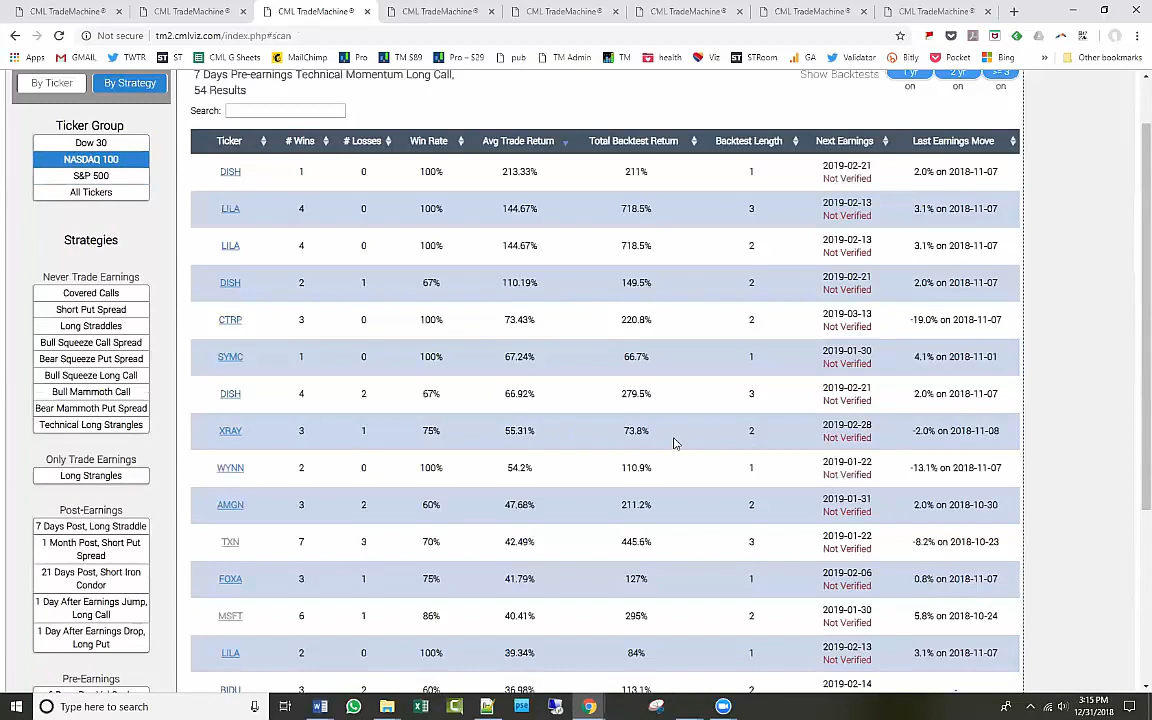 CML TradeMachine® × CML TradeMachine® × CML TradeMachine® × CML TradeMachine® × CML TradeMachine® × CML TradeMachine® × CML TradeMachine® × CML TradeMachine® ×
Not secure | tm2.cmlviz.com/index.php#scan
Apps GMAIL TWTR ST CML G Sheets MailChimp Pro – TM $89 Pro – $29 pub TM Admin TM health Viz STRoom GA Validator Bitly Pocket Bing » Other bookmarks
By Ticker By Strategy
Ticker Group
Dow 30
NASDAQ 100
S&P 500
All Tickers
Strategies
Never Trade Earnings
Covered Calls
Short Put Spread
Long Straddles
Bull Squeeze Call Spread
Bear Squeeze Put Spread
Bull Squeeze Long Call
Bull Mammoth Call
Bear Mammoth Put Spread
Technical Long Strangles
Only Trade Earnings
Long Strangles
Post-Earnings
7 Days Post, Long Straddle
1 Month Post, Short Put
Spread
21 Days Post, Short Iron
Condor
1 Day After Earnings Jump,
Long Call
1 Day After Earnings Drop,
Long Put
Pre-Earnings
7 Days Pre-earnings Technical Momentum Long Call,
54 Results
Show Backtests 1 yr 2 yr >= 3
on on on
Search:
Ticker # Wins # Losses Win Rate Avg Trade Return Total Backtest Return Backtest Length Next Earnings Last Earnings Move
DISH 1 0 100% 213.33% 211% 1 2019-02-21 Not Verified 2.0% on 2018-11-07
LILA 4 0 100% 144.67% 718.5% 3 2019-02-13 Not Verified 3.1% on 2018-11-07
LILA 4 0 100% 144.67% 718.5% 2 2019-02-13 Not Verified 3.1% on 2018-11-07
DISH 2 1 67% 110.19% 149.5% 2 2019-02-21 Not Verified 2.0% on 2018-11-07
CTRP 3 0 100% 73.43% 220.8% 2 2019-03-13 Not Verified -19.0% on 2018-11-07
SYMC 1 0 100% 67.24% 66.7% 1 2019-01-30 Not Verified 4.1% on 2018-11-01
DISH 4 2 67% 66.92% 279.5% 3 2019-02-21 Not Verified 2.0% on 2018-11-07
XRAY 3 1 75% 55.31% 73.8% 2 2019-02-28 Not Verified -2.0% on 2018-11-08
WYNN 2 0 100% 54.2% 110.9% 1 2019-01-22 Not Verified -13.1% on 2018-11-07
AMGN 3 2 60% 47.68% 211.2% 2 2019-01-31 Not Verified 2.0% on 2018-10-30
TXN 7 3 70% 42.49% 445.6% 3 2019-01-22 Not Verified -8.2% on 2018-10-23
FOXA 3 1 75% 41.79% 127% 1 2019-02-06 Not Verified 0.8% on 2018-11-07
MSFT 6 1 86% 40.41% 295% 2 2019-01-30 Not Verified 5.8% on 2018-10-24
LILA 2 0 100% 39.34% 84% 1 2019-02-13 Not Verified 3.1% on 2018-11-07
BIDU 3 2 60% 36.98% 113.1% 2 2019-02-14 -
Type here to search
3:15 PM
12/31/2018